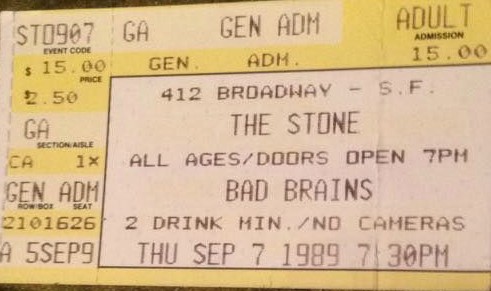 ST0907 GA GEN ADM ADULT
EVENT CODE ADMISSION
$ 15.00 GEN. ADM. 15.00
PRICE
$2.50 412 BROADWAY - S.F.
GA THE STONE
SECTION/AISLE
CA 1× ALL AGES/DOORS OPEN 7PM
GEN ADM BAD BRAINS
ROW/BOX SEAT
2101626 2 DRINK MIN./NO CAMERAS
A 5SEP9 THU SEP 7 1989 7:30PM